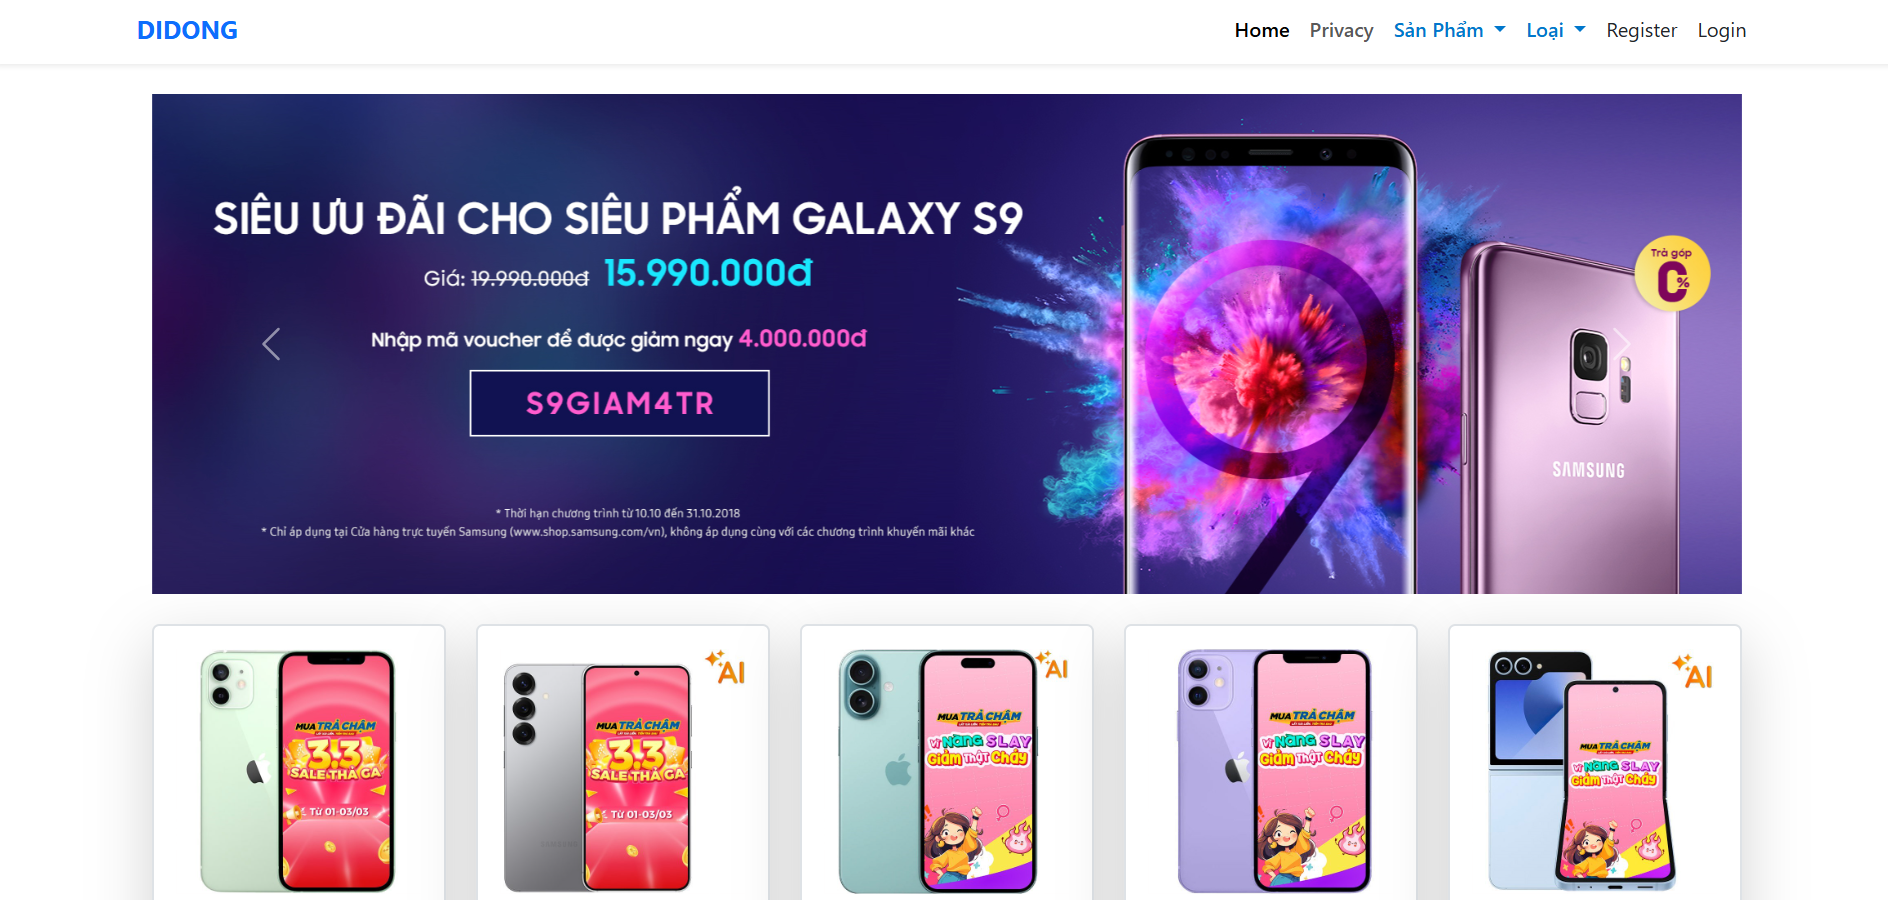 DIDONG
Home Privacy Sản Phẩm Loại Register Login
SIÊU ƯU ĐÃI CHO SIÊU PHẨM GALAXY S9
Giá: 19.990.000đ 15.990.000đ
Nhập mã voucher để được giảm ngay 4.000.000đ
S9GIAM4TR
* Thời hạn chương trình từ 10.10 đến 31.10.2018
* Chỉ áp dụng tại Cửa hàng trực tuyến Samsung (www.shop.samsung.com/vn), không áp dụng cùng với các chương trình khuyến mãi khác
Trả góp
0%
SAMSUNG
MUA TRẢ CHẬM
3.3
SALE THẢ GA
Từ 01-03/03
AI
MUA TRẢ CHẬM
3.3
SALE THẢ GA
Từ 01-03/03
SAMSUNG
AI
MUA TRẢ CHẬM
Vì Nàng SLAY
Giảm Thật Cháy
MUA TRẢ CHẬM
Vì Nàng SLAY
Giảm Thật Cháy
AI
MUA TRẢ CHẬM
Vì Nàng SLAY
Giảm Thật Cháy